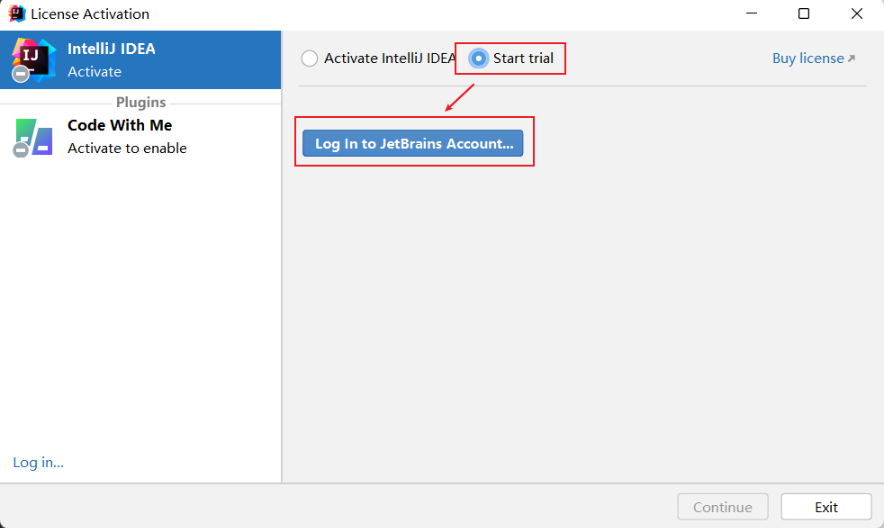 License Activation
IntelliJ IDEA
Activate
Plugins
Code With Me
Activate to enable
Log in...
Activate IntelliJ IDEA
Start trial
Buy license
Log In to JetBrains Account...
Continue
Exit
IJ